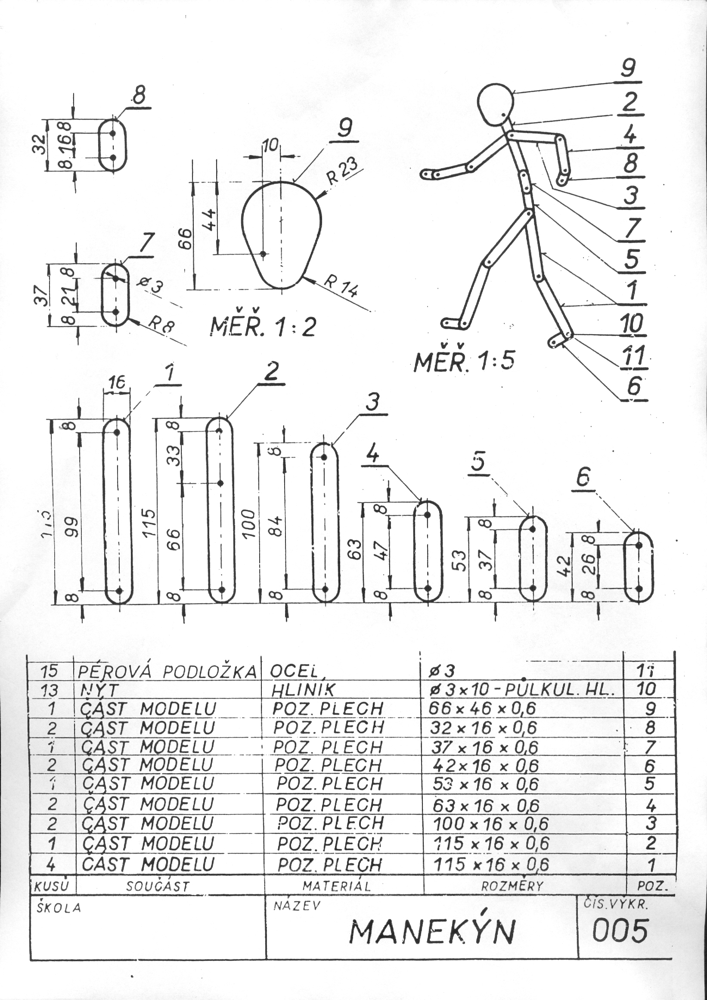 9
8
2
9
10
R 23
4
8
32
8 16 8
44
66
3
7
7
8
21
8
37
ø 3
R 8
R 14
5
1
MĚŘ. 1:2
10
11
MĚŘ. 1:5
6
1
2
3
4
5
6
16
8
99
8
115
8
33
66
8
100
8
84
8
63
8
47
8
53
8
37
8
42
8
26
8
15 PÉROVÁ PODLOŽKA OCEL ø 3 11
13 NÝT HLINÍK ø 3 x 10 - PŮLKUL. HL. 10
1 ČÁST MODELU POZ. PLECH 66 x 46 x 0,6 9
2 ČÁST MODELU POZ. PLECH 32 x 16 x 0,6 8
1 ČÁST MODELU POZ. PLECH 37 x 16 x 0,6 7
2 ČÁST MODELU POZ. PLECH 42 x 16 x 0,6 6
1 ČÁST MODELU POZ. PLECH 53 x 16 x 0,6 5
2 ČÁST MODELU POZ. PLECH 63 x 16 x 0,6 4
2 ČÁST MODELU POZ. PLECH 100 x 16 x 0,6 3
1 ČÁST MODELU POZ. PLECH 115 x 16 x 0,6 2
4 ČÁST MODELU POZ. PLECH 115 x 16 x 0,6 1
KUSŮ SOUČÁST MATERIÁL ROZMĚRY POZ.
ŠKOLA NÁZEV ČÍS. VÝKR.
MANEKÝN 005